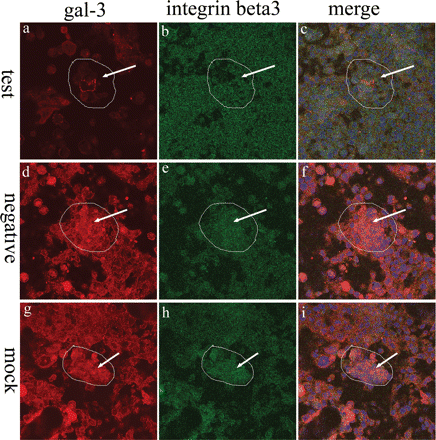 gal-3 integrin beta3 merge
test a b c
negative d e f
mock g h i